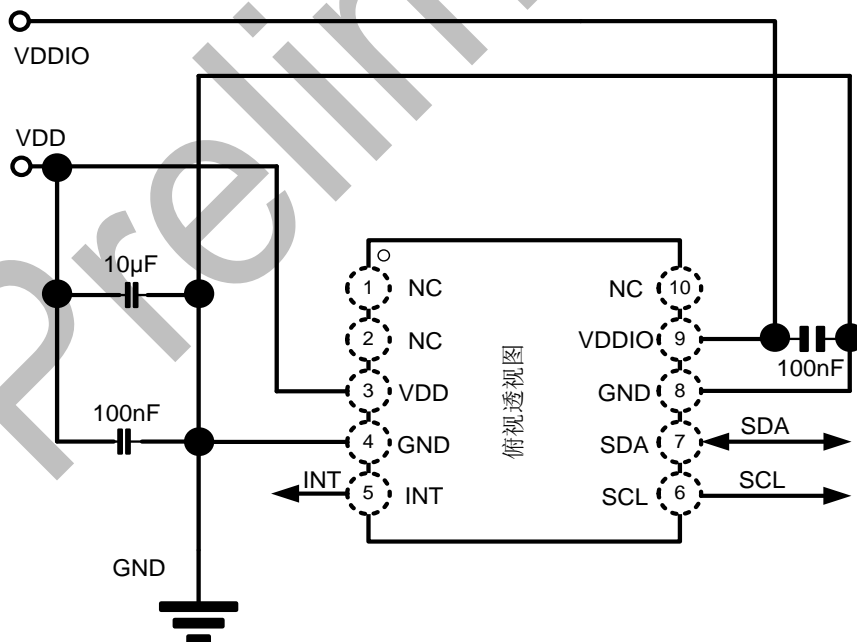 Prelim
VDDIO
VDD
10µF
100nF
GND
1 NC
2 NC
3 VDD
4 GND
INT 5 INT
俯视透视图
NC 10
VDDIO 9
100nF
GND 8
SDA 7 SDA
SCL 6 SCL